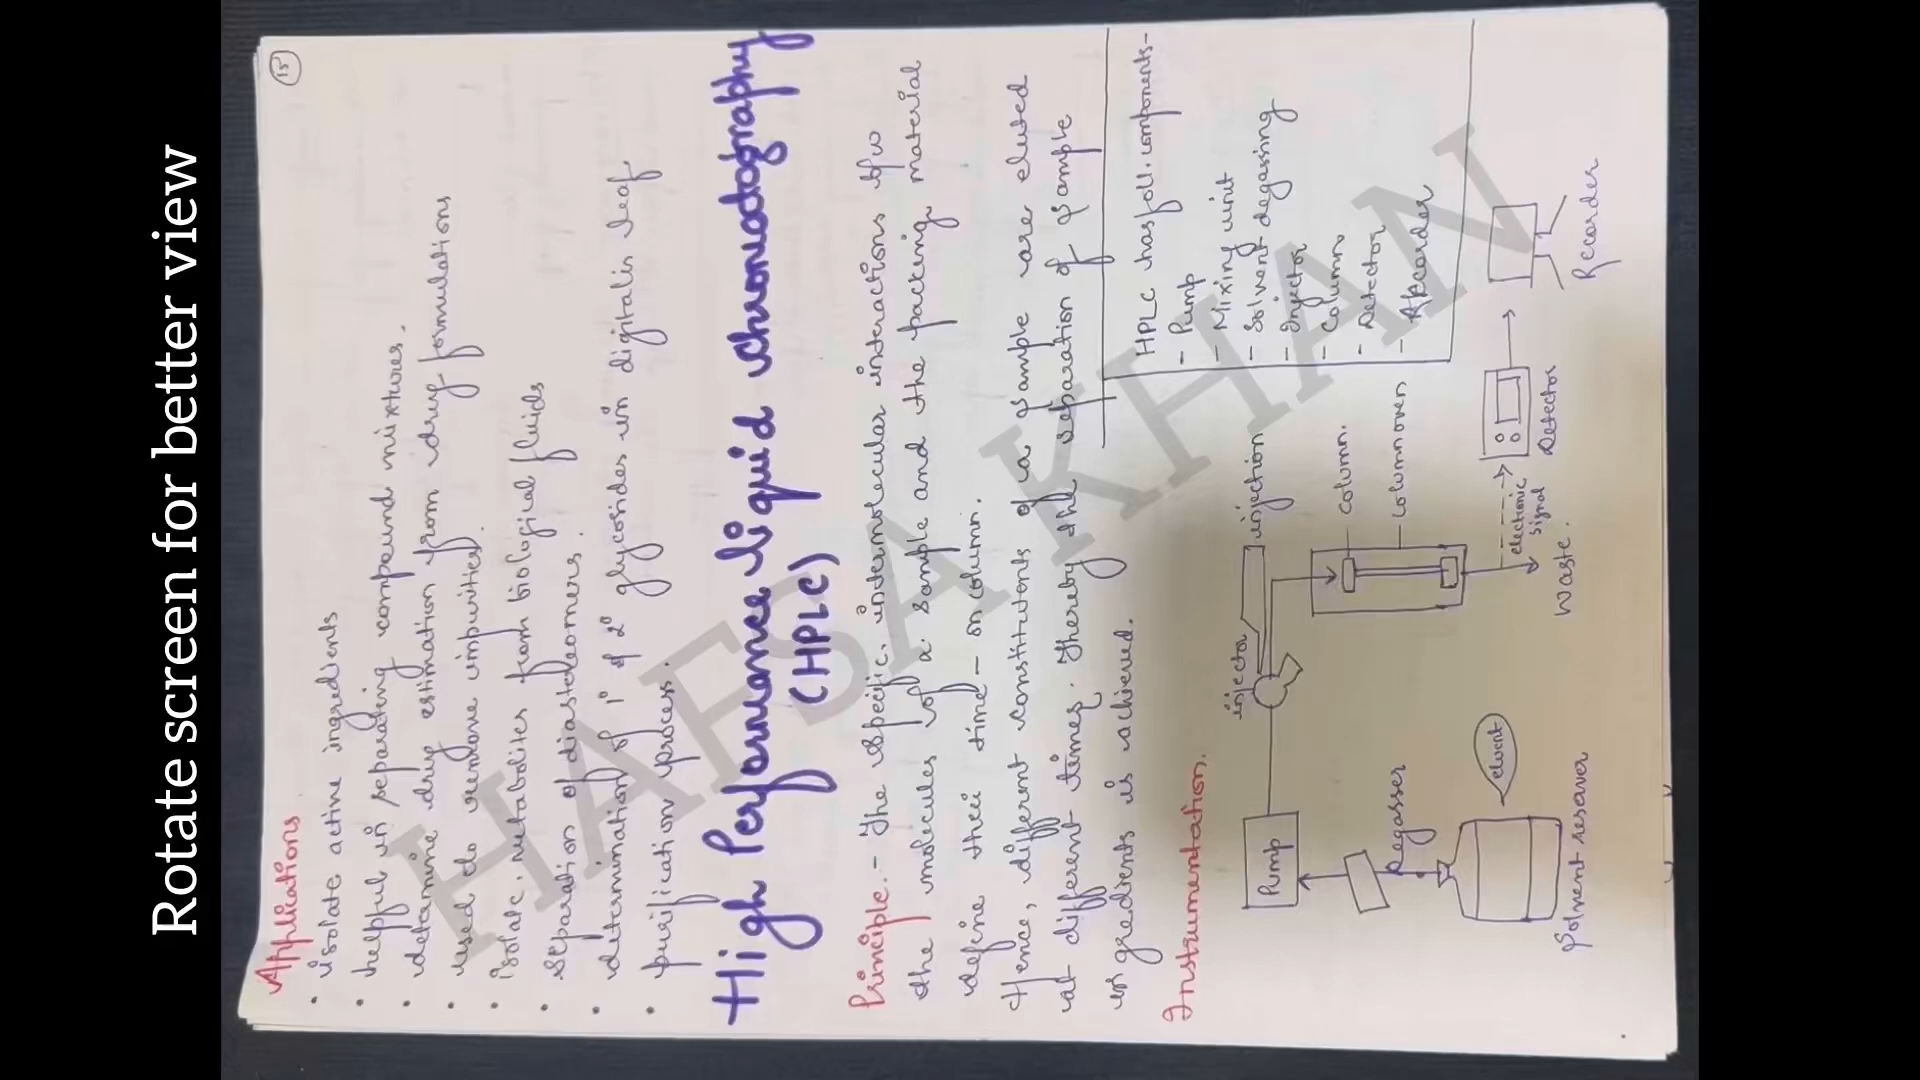 Rotate screen for better view
15
Applications
• isolate active ingredients
• helpful in separating compound mixtures.
• determine drug estimation from drug formulations
• used to remove impurities.
• isolate metabolites from biological fluids
• separation of diastereomers.
• determination of 1° & 2° glycosides in digitalis leaf
• purification process.
High Performance liquid chromatography
(HPLC)
Principle:- The specific intermolecular interactions b/w
the molecules of a sample and the packing material
define their time - on column.
Hence, different constituents of a sample are eluted
at different times. Thereby the separation of sample
ingredients is achieved.
HPLC has foll. components-
- Pump
- Mixing unit
- Solvent degassing
- Injector
- Column
- Detector
- Recorder
Instrumentation.
injector
injection
Pump
column.
column oven
Degasser
eluent
Solvent resever
electronic
signal
Waste.
Detector
Recorder
HAFSA KHAN